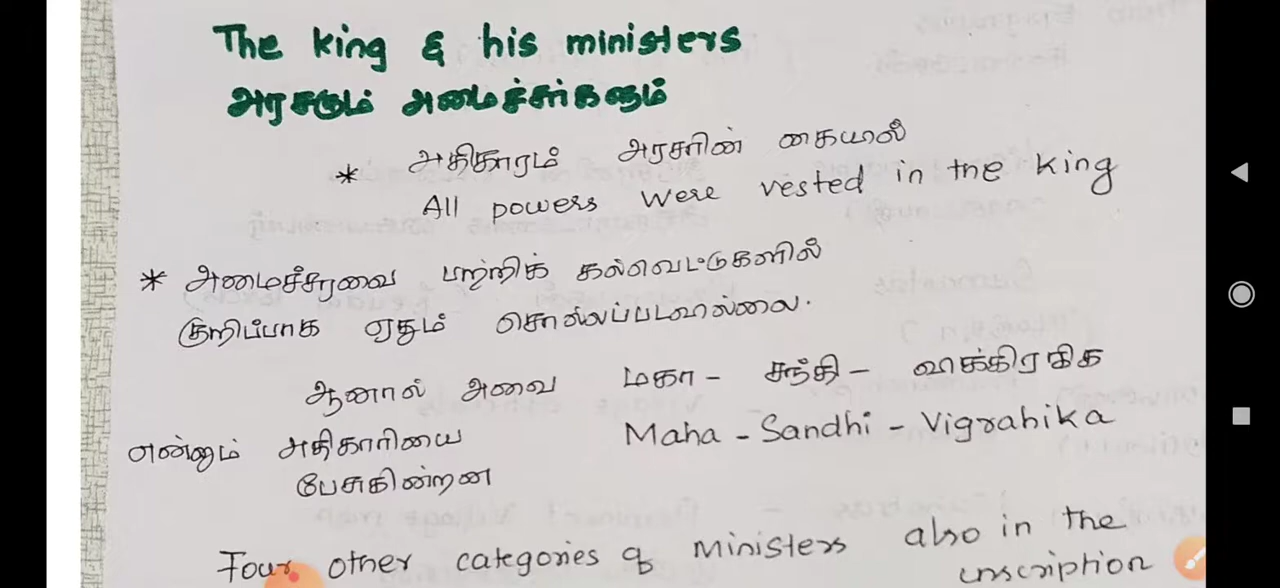 The king & his ministers
அரசரும் அமைச்சர்களும்
* அதிகாரம் அரசரின் கையில்
All powers were vested in the king
* அமைச்சரவை பற்றிக் கல்வெட்டுகளில்
குறிப்பாக ஏதும் சொல்லப்படவில்லை.
ஆனால் அவை மகா - சந்தி - விக்கிரகிக
என்னும் அதிகாரியை Maha - Sandhi - Vigrahika
பேசுகின்றன
Four other categories of ministers also in the
inscription